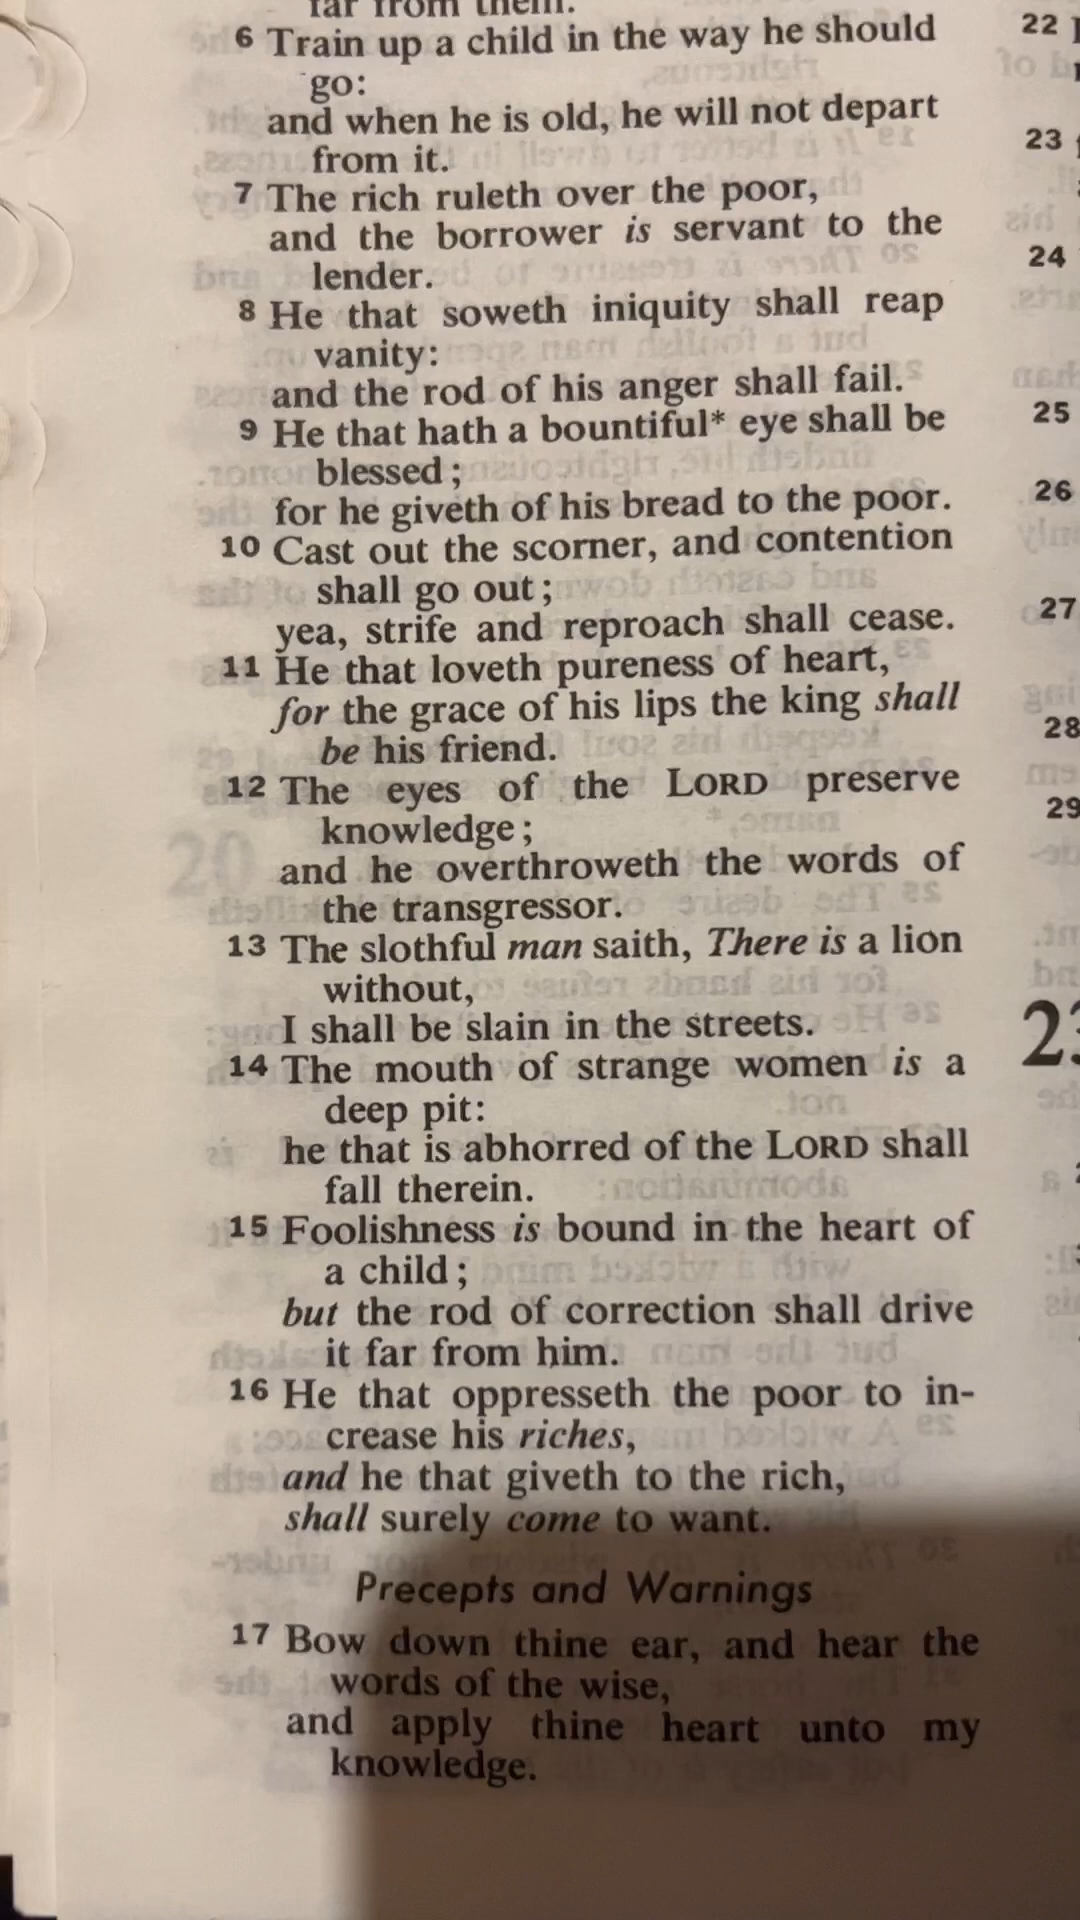 far from them.
6 Train up a child in the way he should
go:
and when he is old, he will not depart
from it.
7 The rich ruleth over the poor,
and the borrower is servant to the
lender.
8 He that soweth iniquity shall reap
vanity:
and the rod of his anger shall fail.
9 He that hath a bountiful* eye shall be
blessed;
for he giveth of his bread to the poor.
10 Cast out the scorner, and contention
shall go out;
yea, strife and reproach shall cease.
11 He that loveth pureness of heart,
for the grace of his lips the king shall
be his friend.
12 The eyes of the LORD preserve
knowledge;
and he overthroweth the words of
the transgressor.
13 The slothful man saith, There is a lion
without,
I shall be slain in the streets.
14 The mouth of strange women is a
deep pit:
he that is abhorred of the LORD shall
fall therein.
15 Foolishness is bound in the heart of
a child;
but the rod of correction shall drive
it far from him.
16 He that oppresseth the poor to in-
crease his riches,
and he that giveth to the rich,
shall surely come to want.
Precepts and Warnings
17 Bow down thine ear, and hear the
words of the wise,
and apply thine heart unto my
knowledge.
22
23
24
25
26
27
28
29